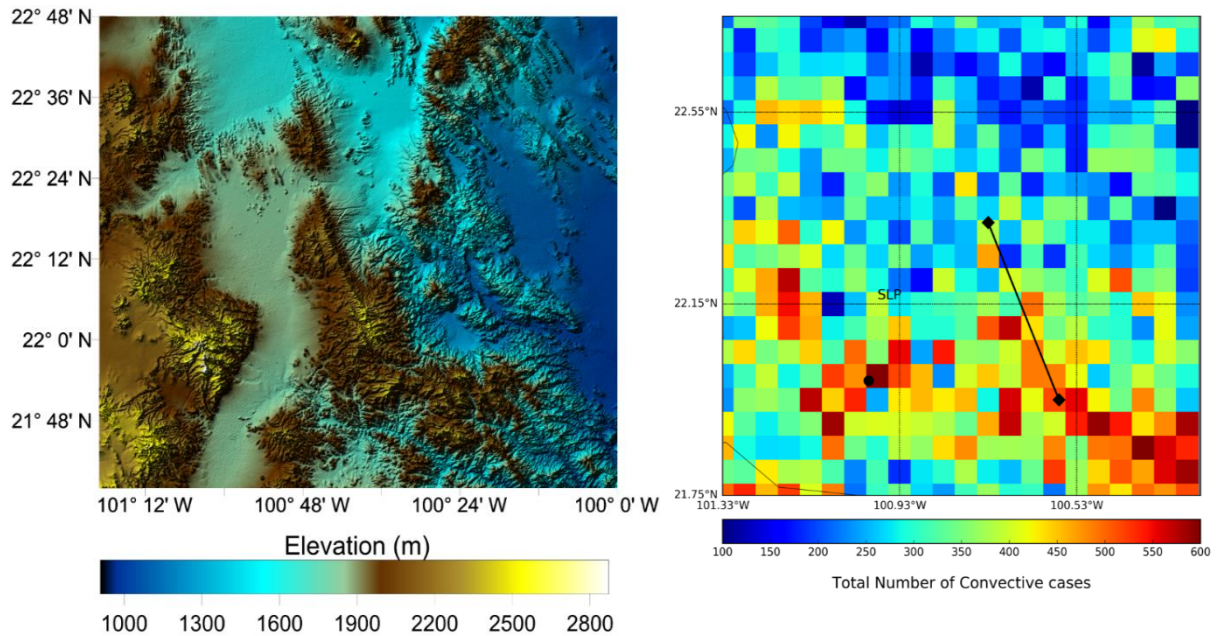 22° 48' N
22° 36' N
22° 24' N
22° 12' N
22° 0' N
21° 48' N
101° 12' W 100° 48' W 100° 24' W 100° 0' W
Elevation (m)
1000 1300 1600 1900 2200 2500 2800
22.55°N
22.15°N
21.75°N
SLP
101.33°W 100.93°W 100.53°W
100 150 200 250 300 350 400 450 500 550 600
Total Number of Convective cases